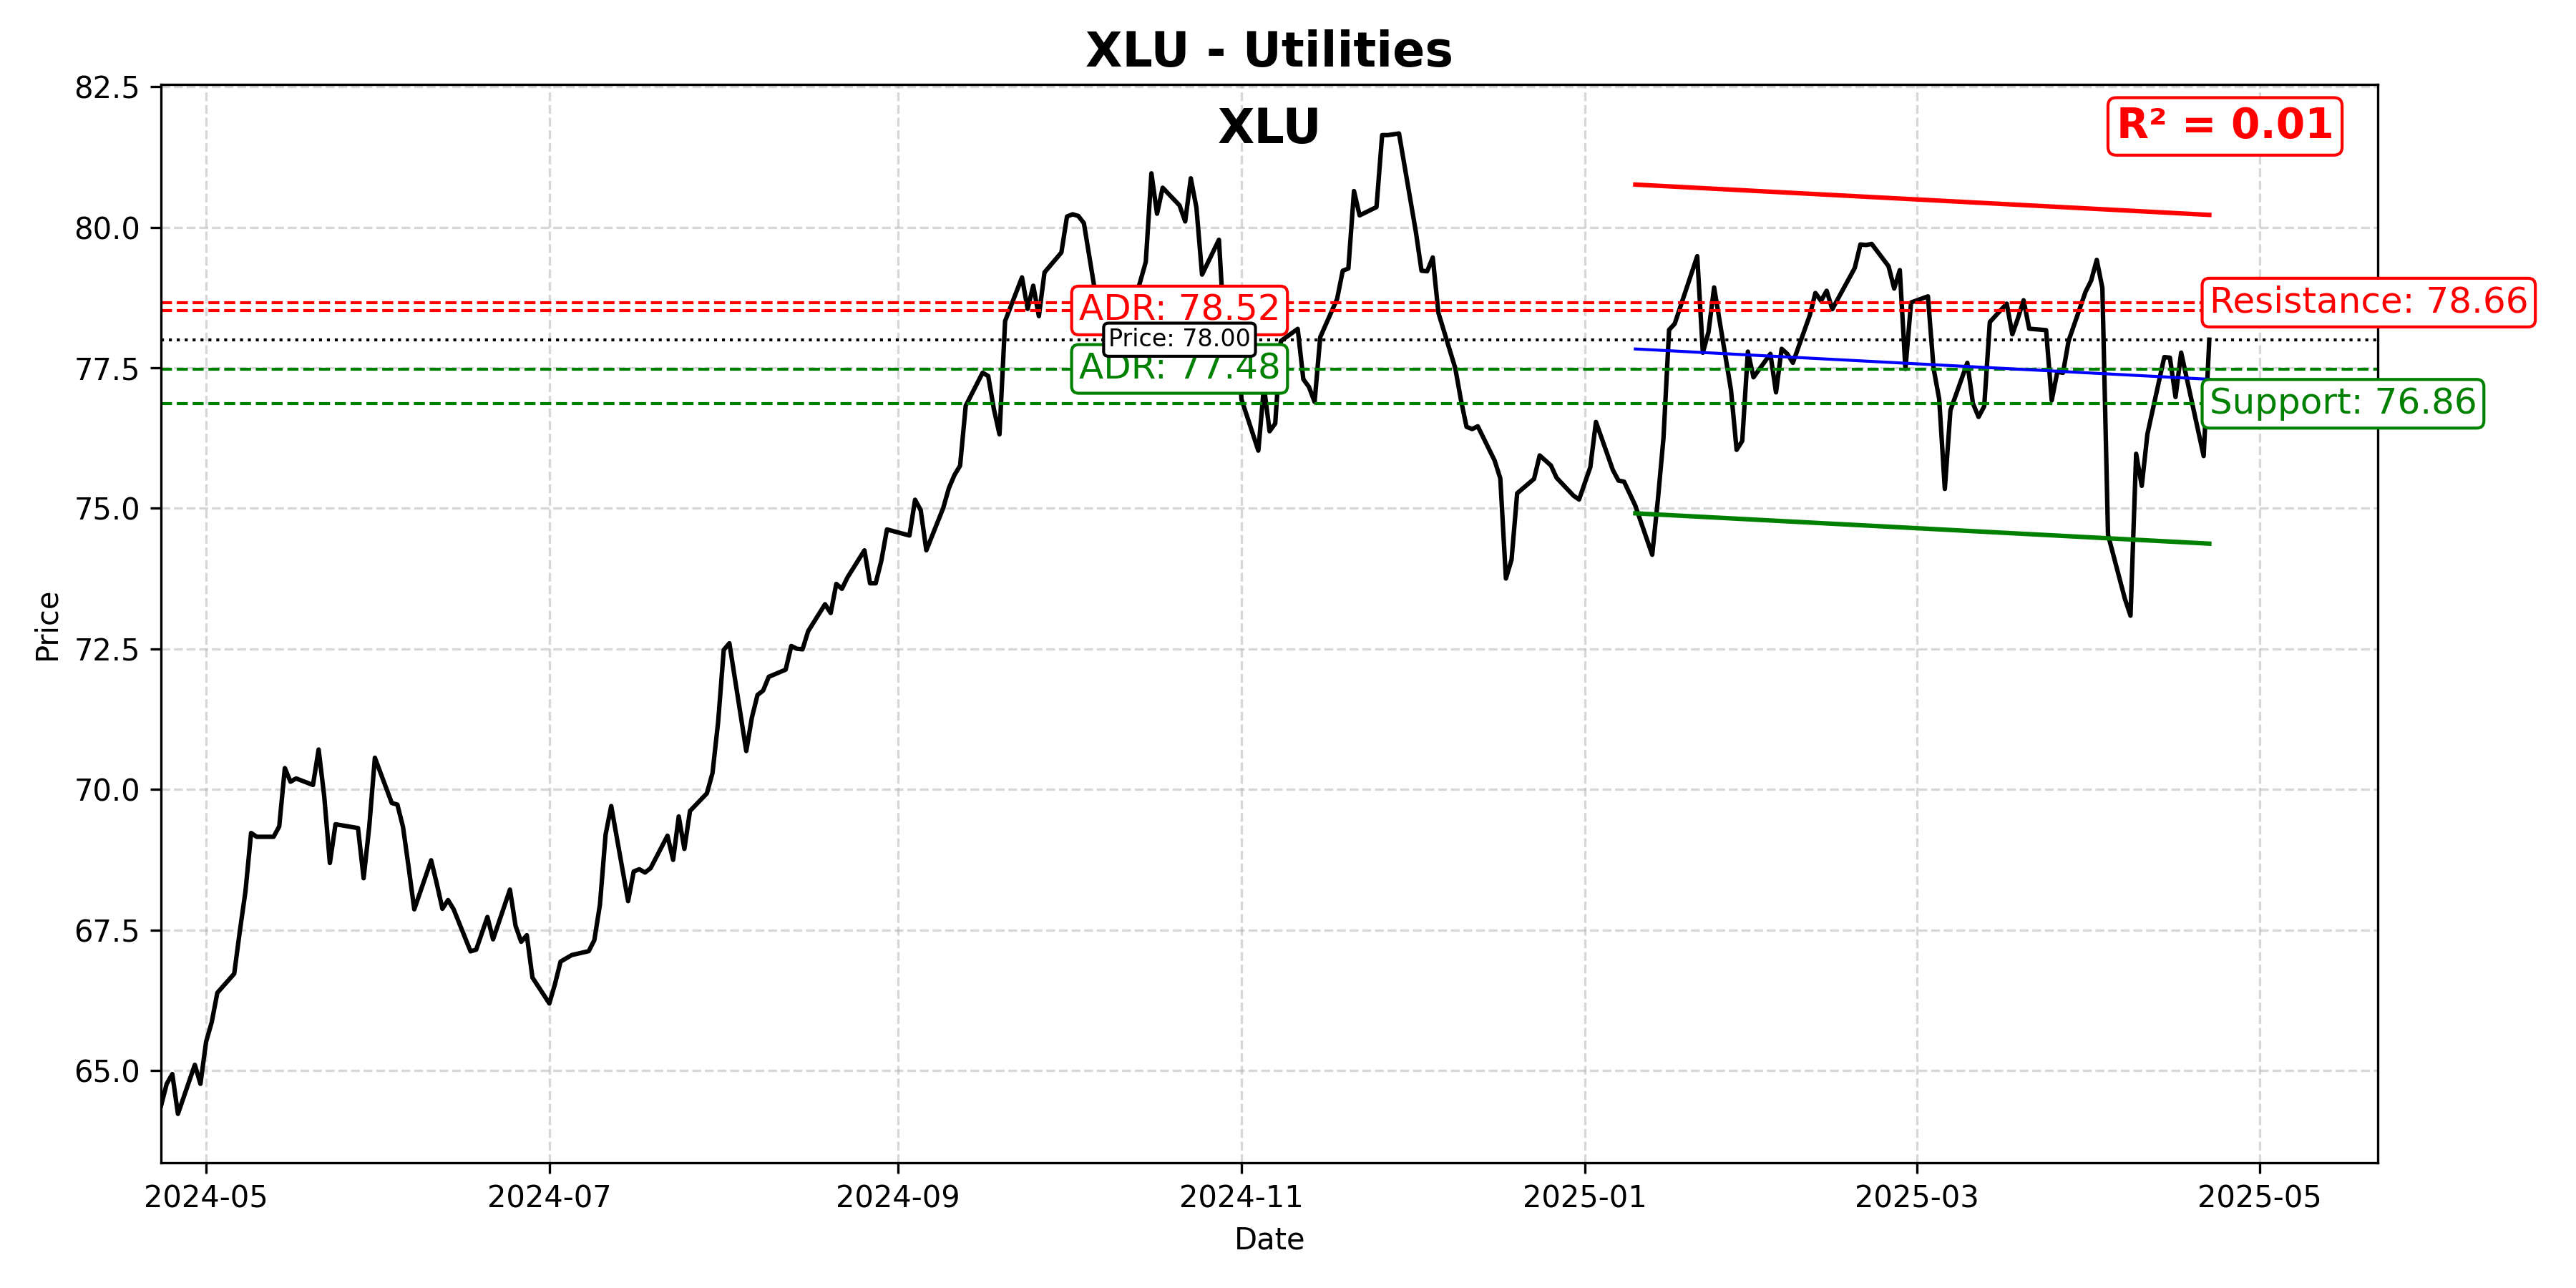 XLU - Utilities
XLU
R² = 0.01
82.5
80.0
77.5
75.0
72.5
70.0
67.5
65.0
Price
ADR: 78.52
Price: 78.00
ADR: 77.48
Resistance: 78.66
Support: 76.86
2024-05
2024-07
2024-09
2024-11
2025-01
2025-03
2025-05
Date